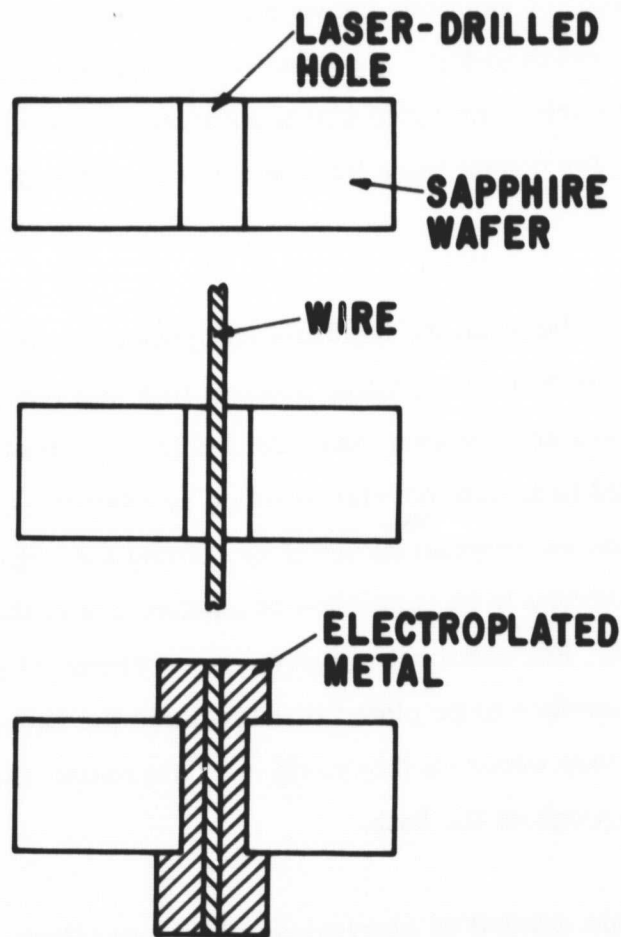 LASER-DRILLED
HOLE
SAPPHIRE
WAFER
WIRE
ELECTROPLATED
METAL